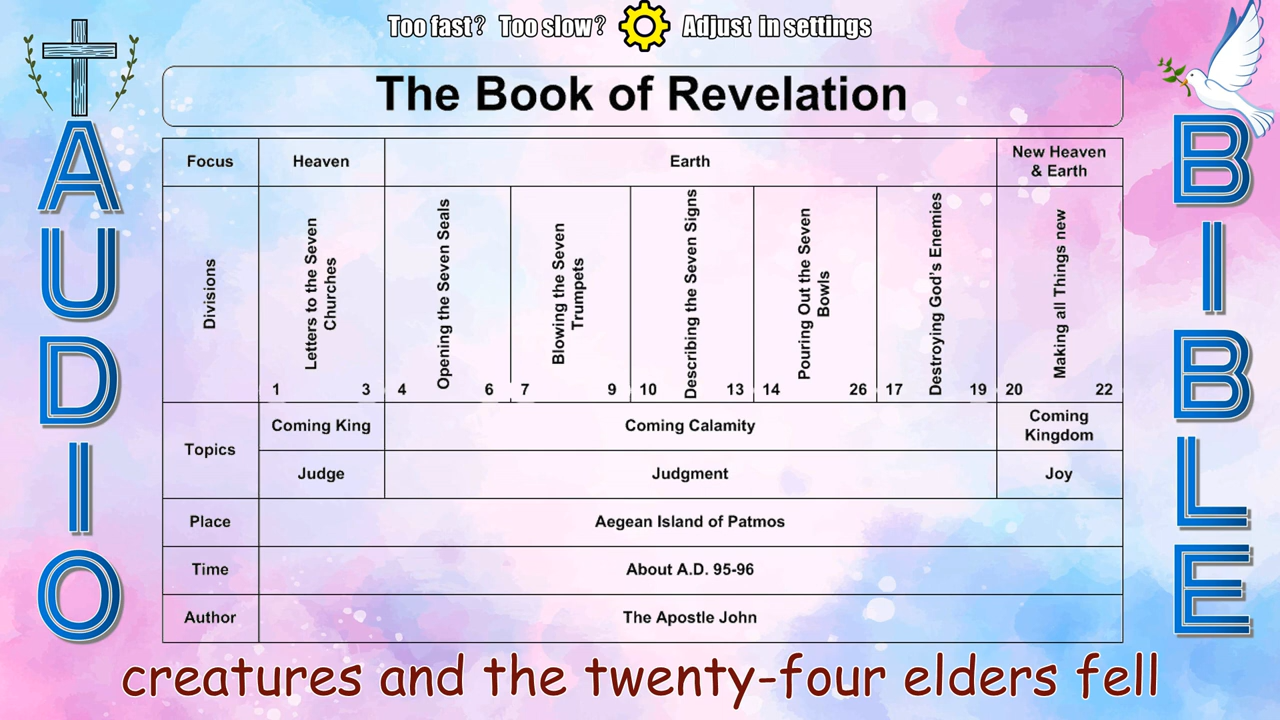 Too fast? Too slow? Adjust in settings
The Book of Revelation
AUDIO
BIBLE
Focus
Heaven
Earth
New Heaven
& Earth
Divisions
Letters to the Seven
Churches
1 3
Opening the Seven Seals
4 6
Blowing the Seven
Trumpets
7 9
Describing the Seven Signs
10 13
Pouring Out the Seven
Bowls
14 26
Destroying God's Enemies
17 19
Making all Things new
20 22
Topics
Coming King
Coming Calamity
Coming
Kingdom
Judge
Judgment
Joy
Place
Aegean Island of Patmos
Time
About A.D. 95-96
Author
The Apostle John
creatures and the twenty-four elders fell